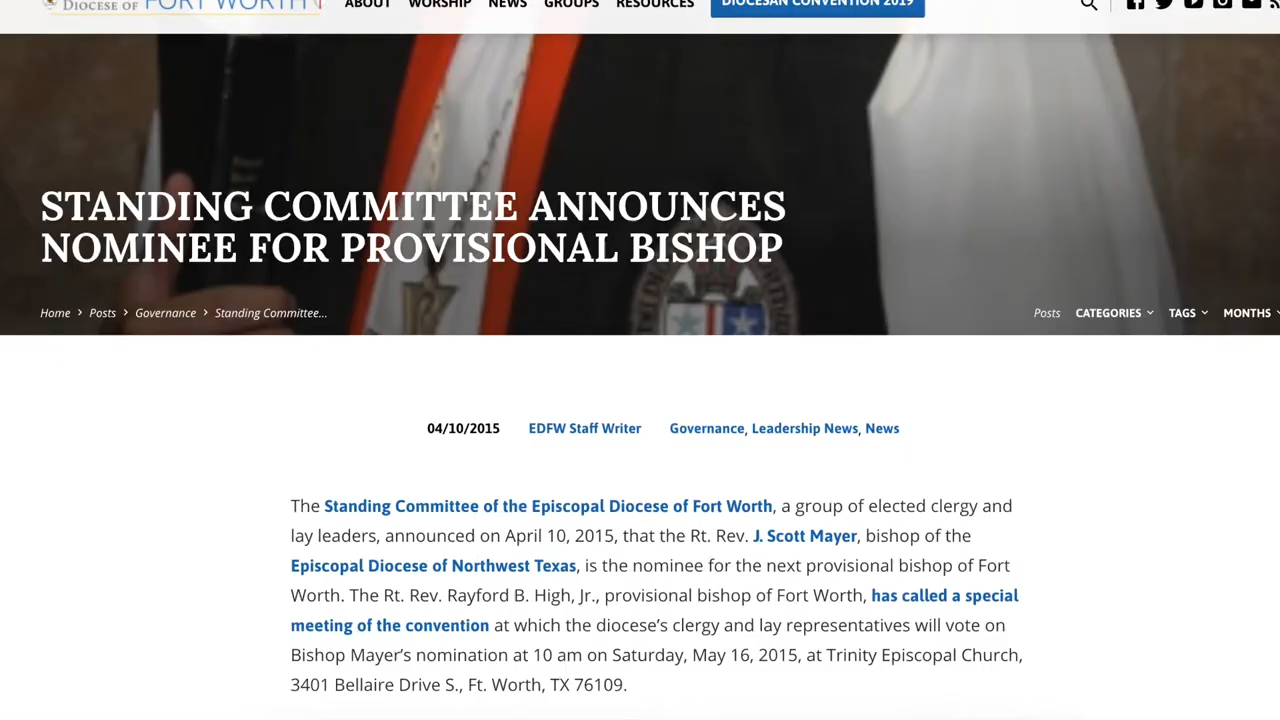 DIOCESE OF FORT WORTH
ABOUT WORSHIP NEWS GROUPS RESOURCES DIOCESAN CONVENTION 2019
STANDING COMMITTEE ANNOUNCES
NOMINEE FOR PROVISIONAL BISHOP
Home > Posts > Governance > Standing Committee...
Posts CATEGORIES TAGS MONTHS
04/10/2015 EDFW Staff Writer Governance, Leadership News, News
The Standing Committee of the Episcopal Diocese of Fort Worth, a group of elected clergy and
lay leaders, announced on April 10, 2015, that the Rt. Rev. J. Scott Mayer, bishop of the
Episcopal Diocese of Northwest Texas, is the nominee for the next provisional bishop of Fort
Worth. The Rt. Rev. Rayford B. High, Jr., provisional bishop of Fort Worth, has called a special
meeting of the convention at which the diocese's clergy and lay representatives will vote on
Bishop Mayer's nomination at 10 am on Saturday, May 16, 2015, at Trinity Episcopal Church,
3401 Bellaire Drive S., Ft. Worth, TX 76109.